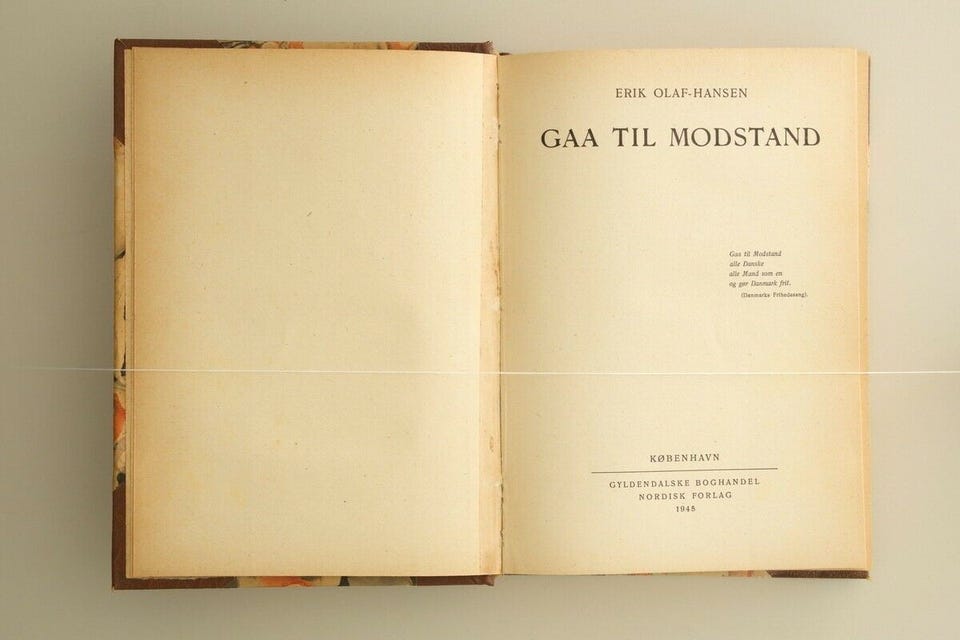 ERIK OLAF-HANSEN
GAA TIL MODSTAND
Gaa til Modstand
alle Danske
alle Mand som en
og gør Danmark frit.
(Danmarks Frihedssang).
KØBENHAVN
GYLDENDALSKE BOGHANDEL
NORDISK FORLAG